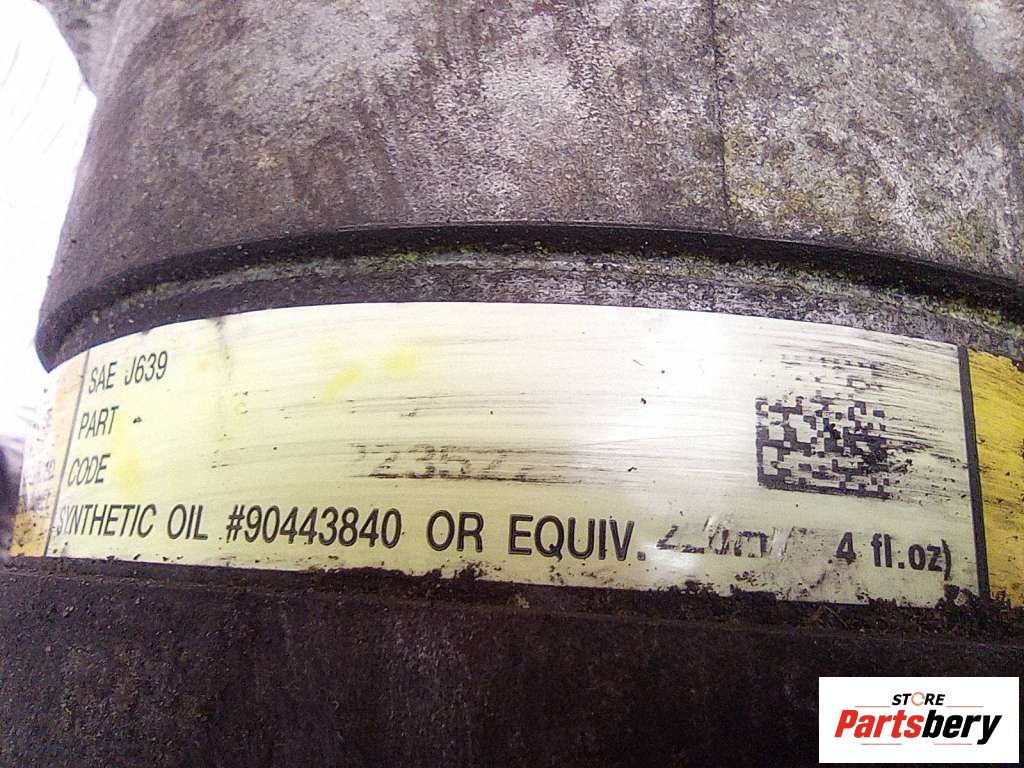 SAE J639
PART
CODE
SYNTHETIC OIL #90443840 OR EQUIV. 4 fl.oz)
STORE
Partsbery